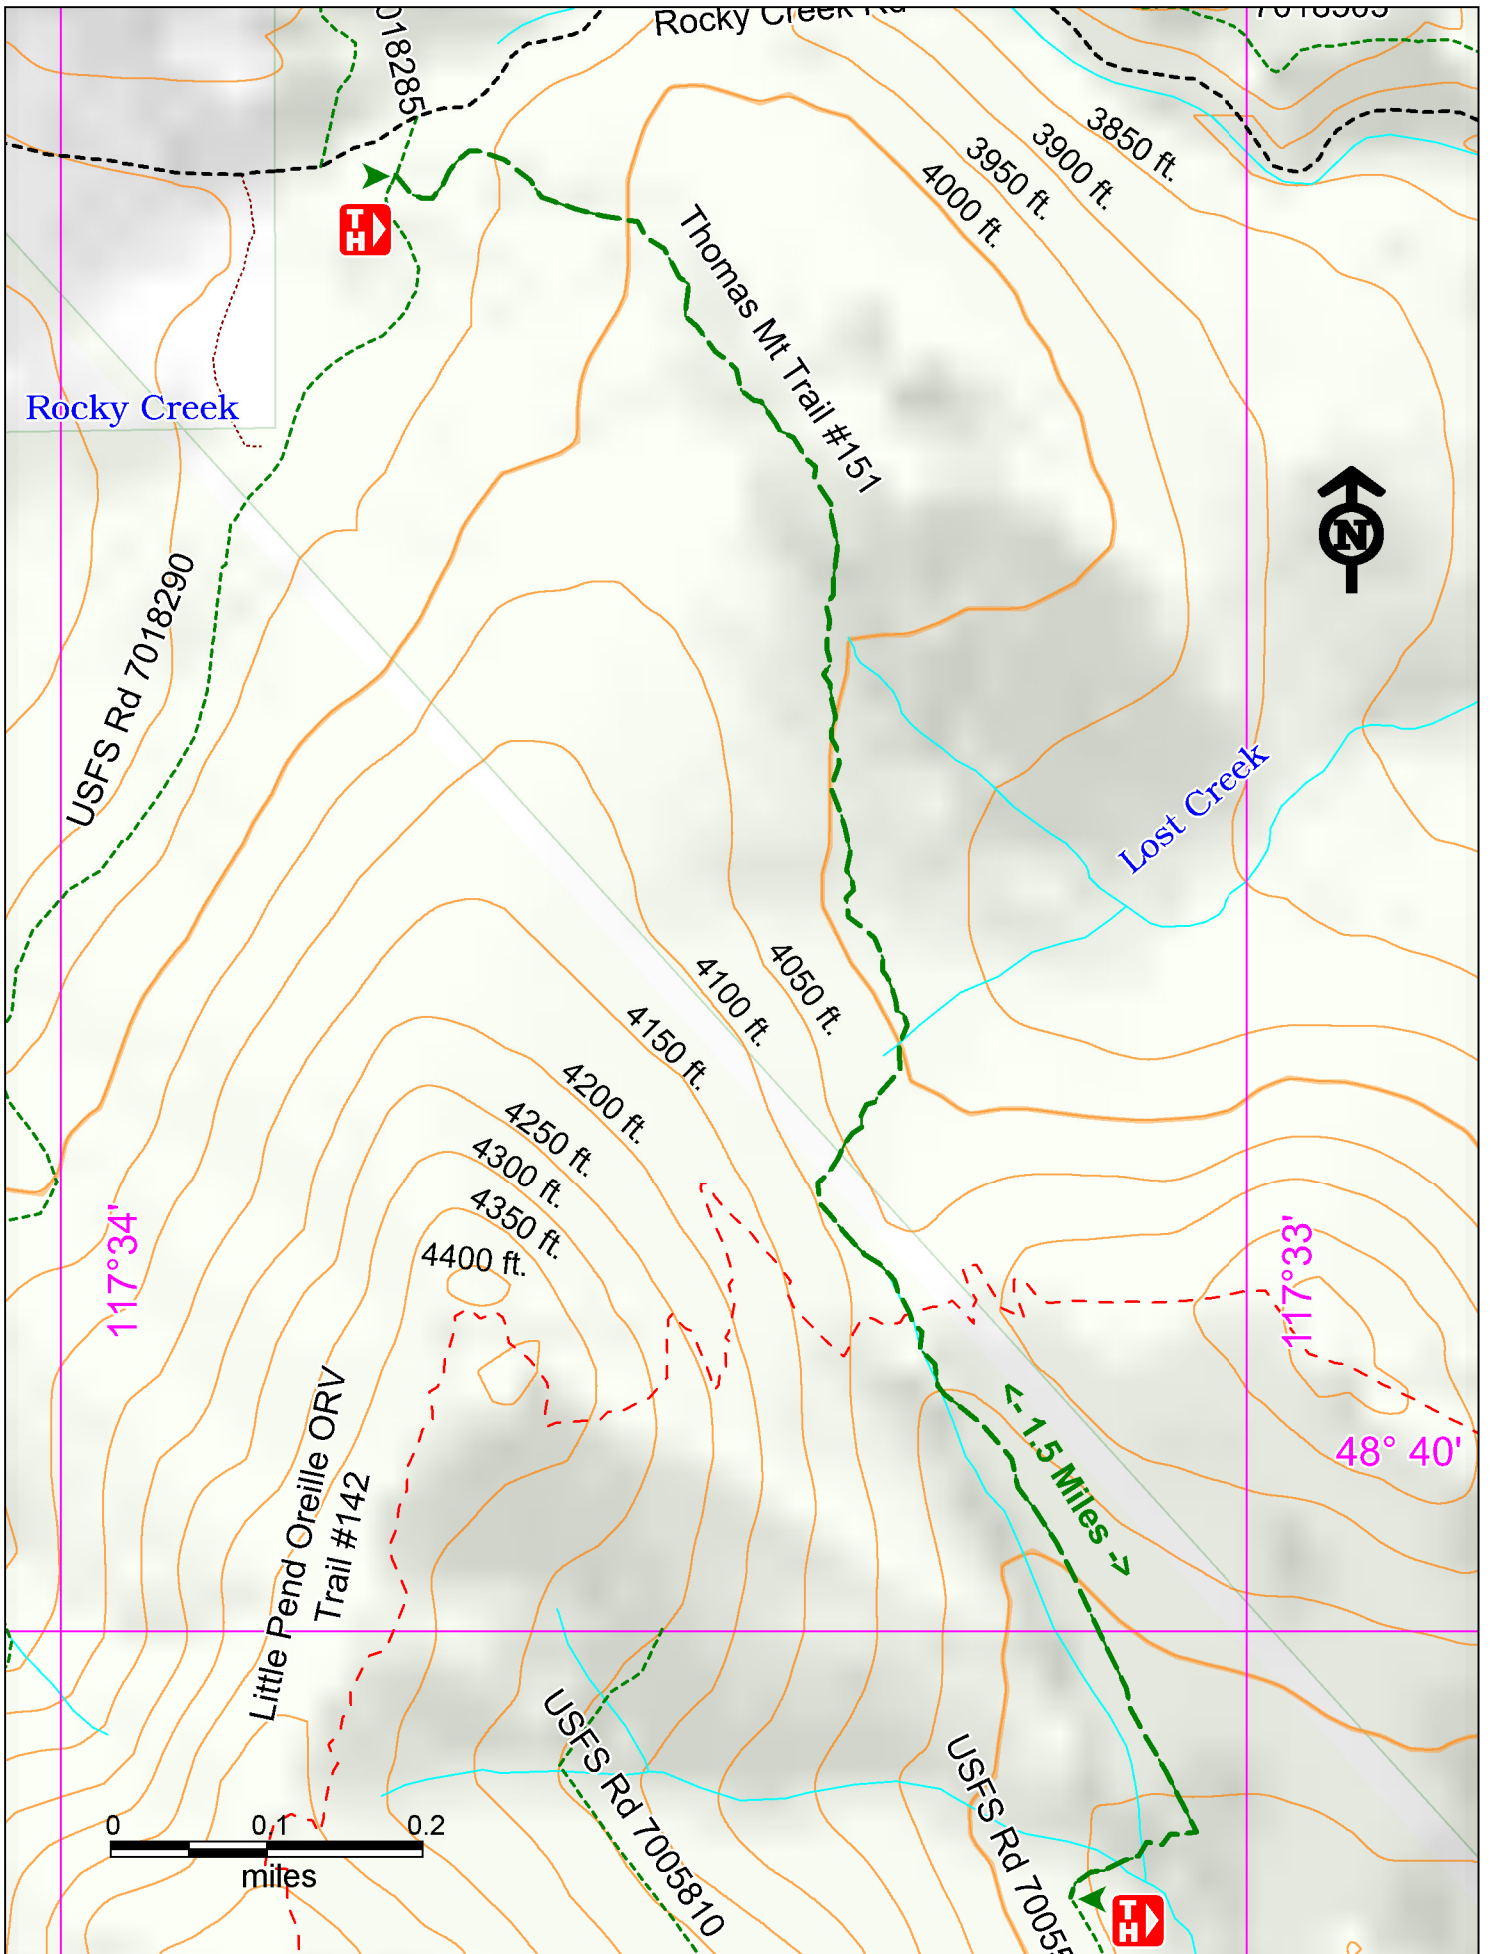 Rocky Creek Rd
018285
3850 ft.
3900 ft.
3950 ft.
4000 ft.
T
H
Thomas Mt Trail #151
Rocky Creek
N
USFS Rd 7018290
Lost Creek
4050 ft.
4100 ft.
4150 ft.
4200 ft.
4250 ft.
4300 ft.
4350 ft.
4400 ft.
117°34'
117°33'
<- 1.5 Miles ->
48° 40'
Little Pend Oreille ORV
Trail #142
USFS Rd 7005810
USFS Rd 7005
0 0.1 0.2
miles
T
H